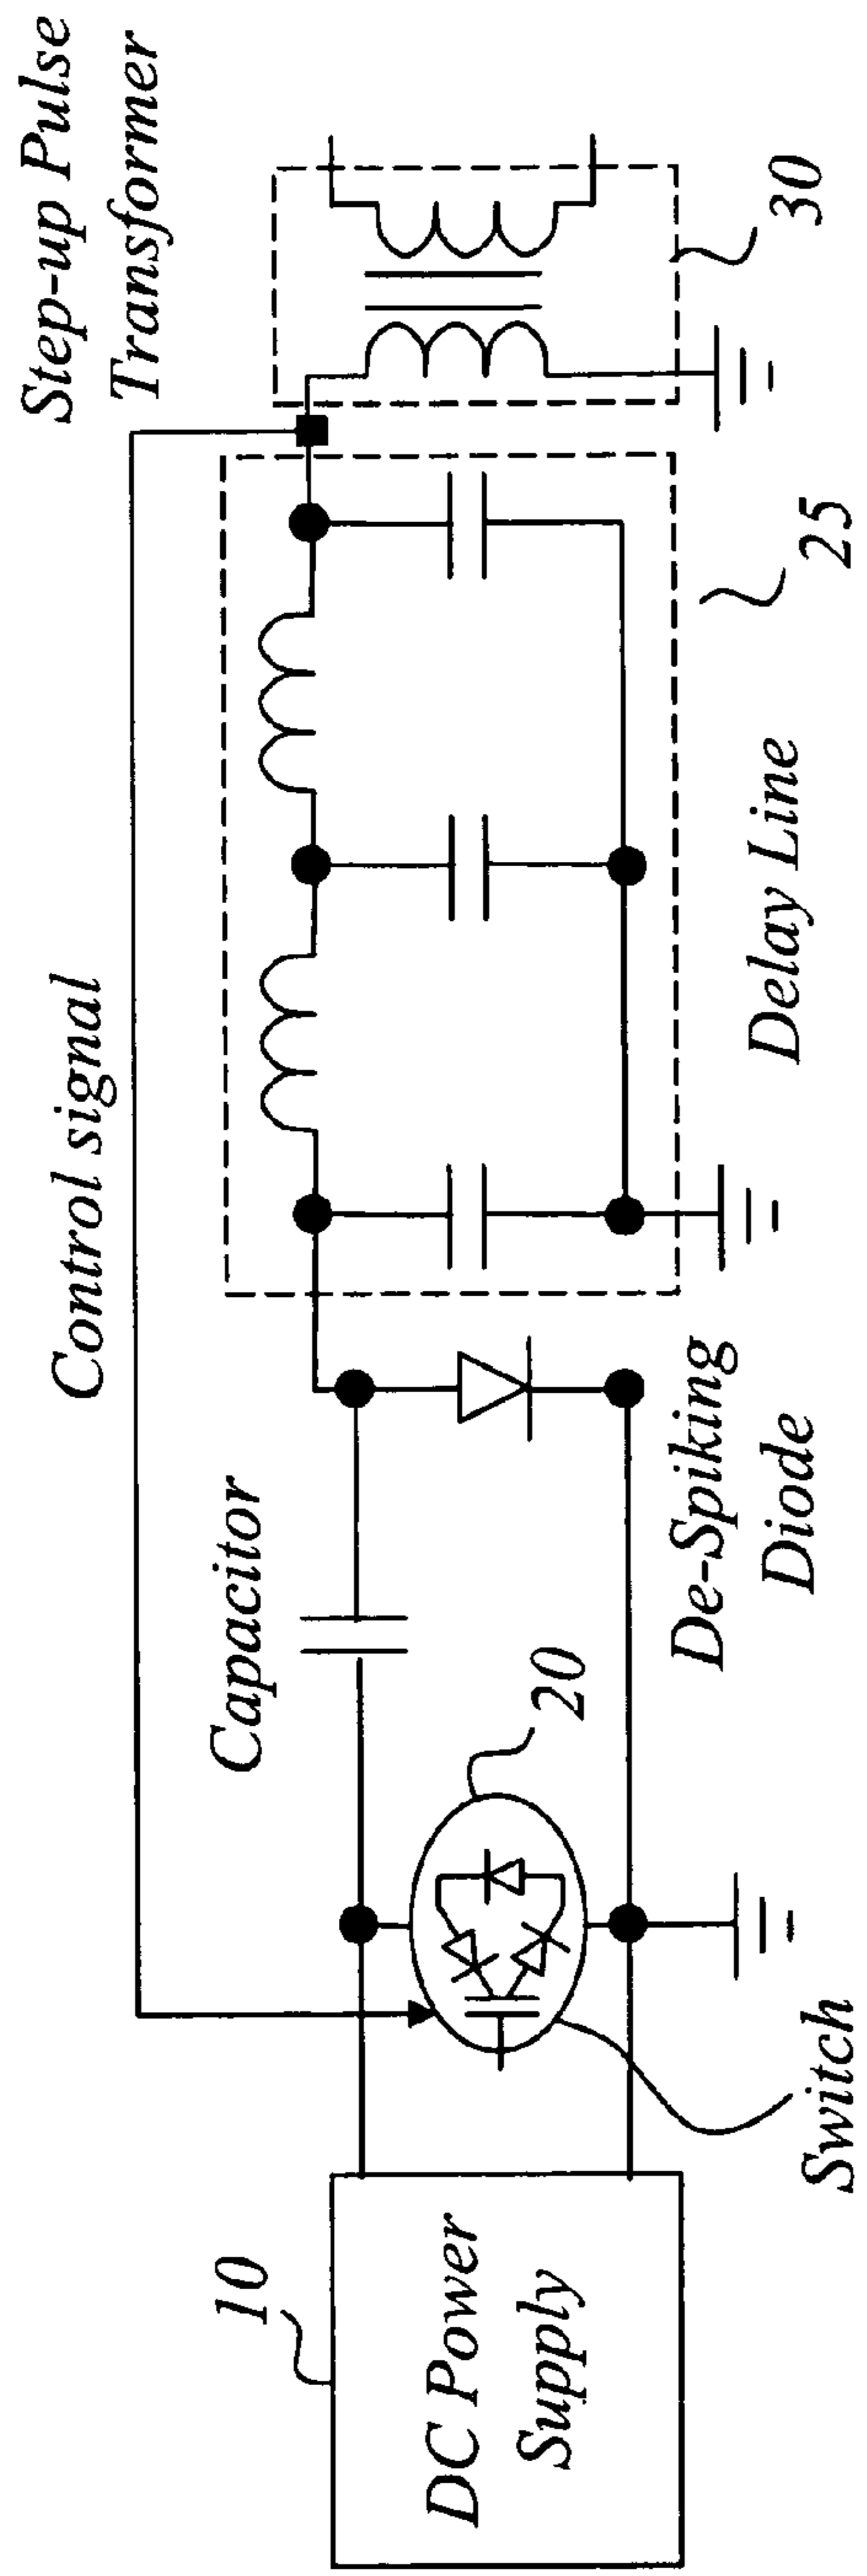 Control signal
Step-up Pulse
Transformer
Capacitor
10
DC Power
Supply
20
Switch
De-Spiking
Diode
Delay Line
25
30